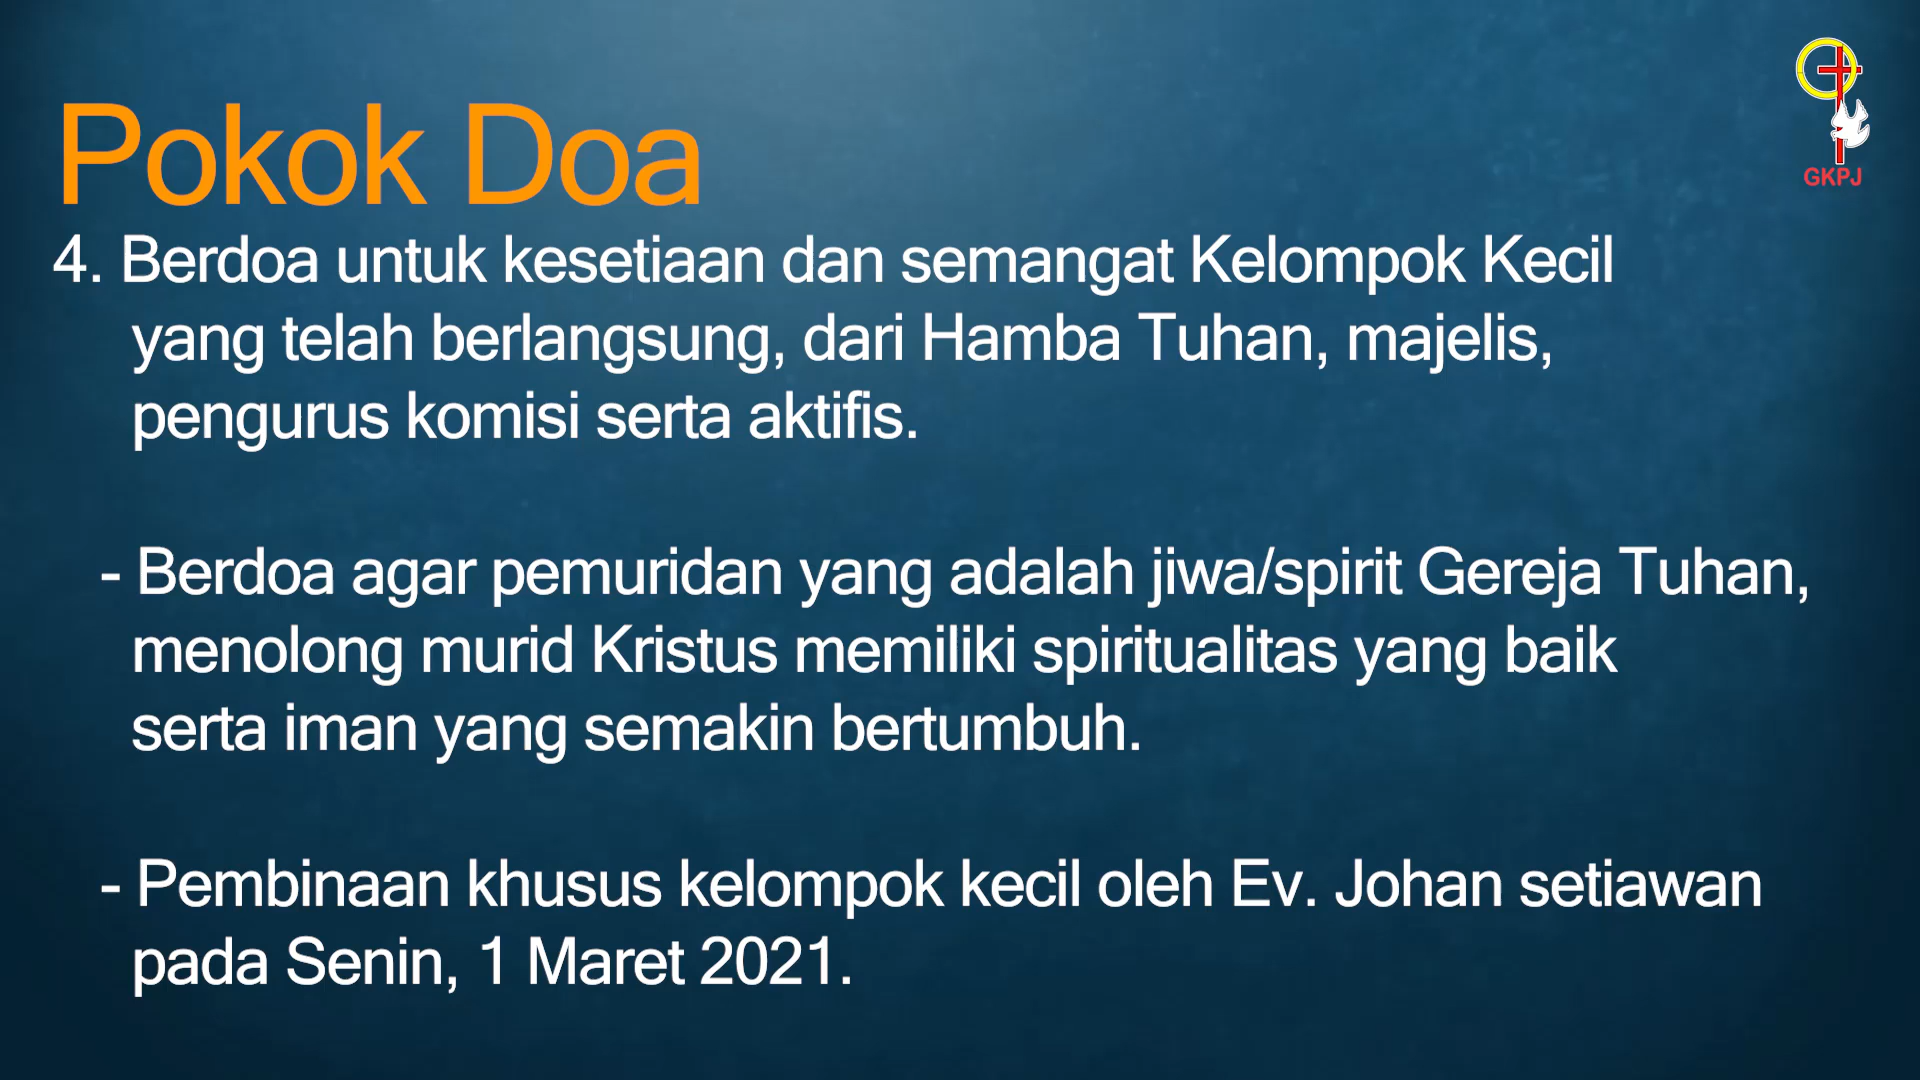 GKPJ
Pokok Doa
4. Berdoa untuk kesetiaan dan semangat Kelompok Kecil
yang telah berlangsung, dari Hamba Tuhan, majelis,
pengurus komisi serta aktifis.
- Berdoa agar pemuridan yang adalah jiwa/spirit Gereja Tuhan,
menolong murid Kristus memiliki spiritualitas yang baik
serta iman yang semakin bertumbuh.
- Pembinaan khusus kelompok kecil oleh Ev. Johan setiawan
pada Senin, 1 Maret 2021.